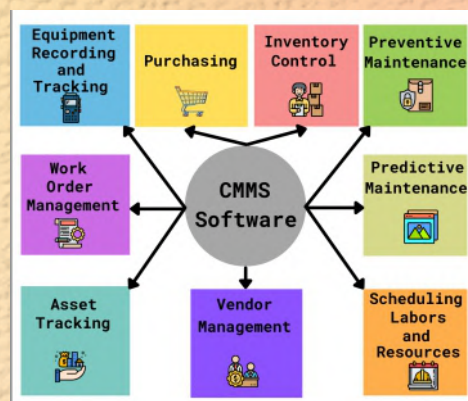 Equipment
Recording
and
Tracking
Purchasing
Inventory
Control
Preventive
Maintenance
Work
Order
Management
CMMS
Software
Predictive
Maintenance
Asset
Tracking
Vendor
Management
Scheduling
Labors
and
Resources